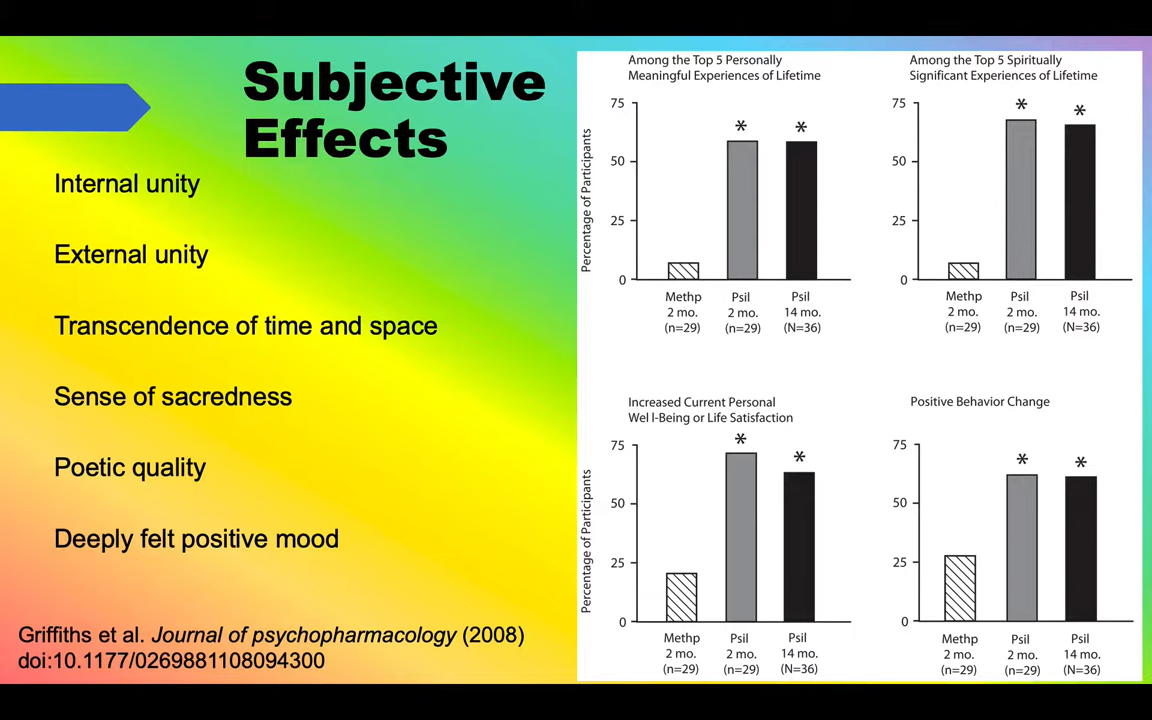 Subjective
Effects
Internal unity
External unity
Transcendence of time and space
Sense of sacredness
Poetic quality
Deeply felt positive mood
Griffiths et al. Journal of psychopharmacology (2008)
doi:10.1177/0269881108094300
Among the Top 5 Personally
Meaningful Experiences of Lifetime
Percentage of Participants
75
50
25
0
*
*
Methp
2 mo.
(n=29)
Psil
2 mo.
(n=29)
Psil
14 mo.
(N=36)
Among the Top 5 Spiritually
Significant Experiences of Lifetime
75
50
25
0
*
*
Methp
2 mo.
(n=29)
Psil
2 mo.
(n=29)
Psil
14 mo.
(N=36)
Increased Current Personal
Wel l-Being or Life Satisfaction
Percentage of Participants
75
50
25
0
*
*
Methp
2 mo.
(n=29)
Psil
2 mo.
(n=29)
Psil
14 mo.
(N=36)
Positive Behavior Change
75
50
25
0
*
*
Methp
2 mo.
(n=29)
Psil
2 mo.
(n=29)
Psil
14 mo.
(N=36)